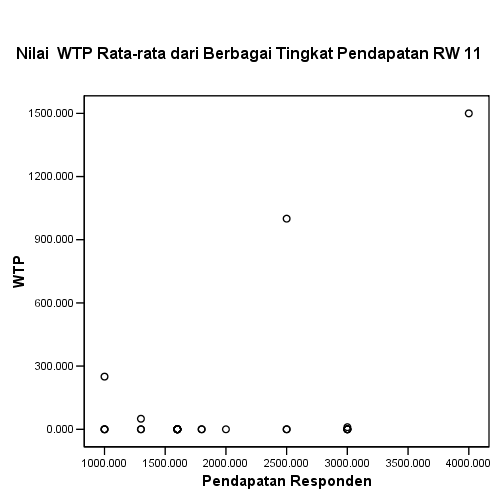 Nilai WTP Rata-rata dari Berbagai Tingkat Pendapatan RW 11
1500.000
1200.000
900.000
600.000
300.000
0.000
WTP
1000.000 1500.000 2000.000 2500.000 3000.000 3500.000 4000.000
Pendapatan Responden